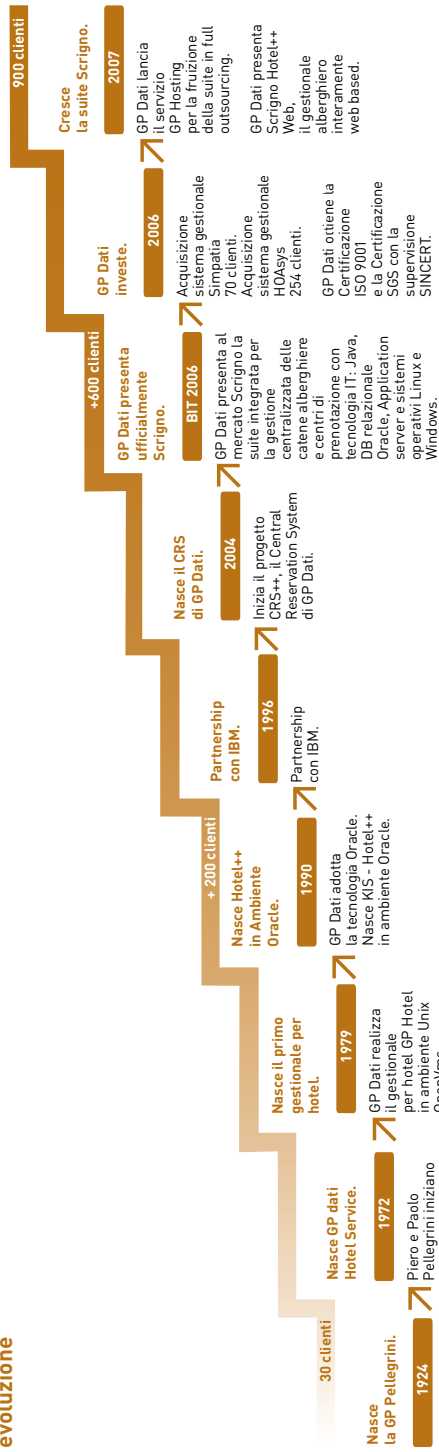 evoluzione
30 clienti
+ 200 clienti
+600 clienti
900 clienti
Nasce
la GP Pellegrini.
1924
Piero e Paolo
Pellegrini iniziano
Nasce GP dati
Hotel Service.
1972
GP Dati realizza
il gestionale
per hotel GP Hotel
in ambiente Unix
Nasce il primo
gestionale per
hotel.
1979
GP Dati adotta
la tecnologia Oracle.
Nasce KIS - Hotel++
in ambiente Oracle.
Nasce Hotel++
in Ambiente
Oracle.
1990
Partnership
con IBM.
Partnership
con IBM.
1996
Inizia il progetto
CRS++, il Central
Reservation System
di GP Dati.
Nasce il CRS
di GP Dati.
2004
GP Dati presenta al
mercato Scrigno la
suite integrata per
la gestione
centralizzata delle
catene alberghiere
e centri di
prenotazione con
tecnologia IT: Java,
DB relazionale
Oracle, Application
server e sistemi
operativi Linux e
Windows.
GP Dati presenta
ufficialmente
Scrigno.
BIT 2006
Acquisizione
sistema gestionale
Simpatia
70 clienti.
Acquisizione
sistema gestionale
HOAsys
254 clienti.
GP Dati ottiene la
Certificazione
ISO 9001
e la Certificazione
SGS con la
supervisione
SINCERT.
GP Dati
investe.
2006
GP Dati lancia
il servizio
GP Hosting
per la fruizione
della suite in full
outsourcing.
GP Dati presenta
Scrigno Hotel++
Web,
il gestionale
alberghiero
interamente
web based.
Cresce
la suite Scrigno.
2007